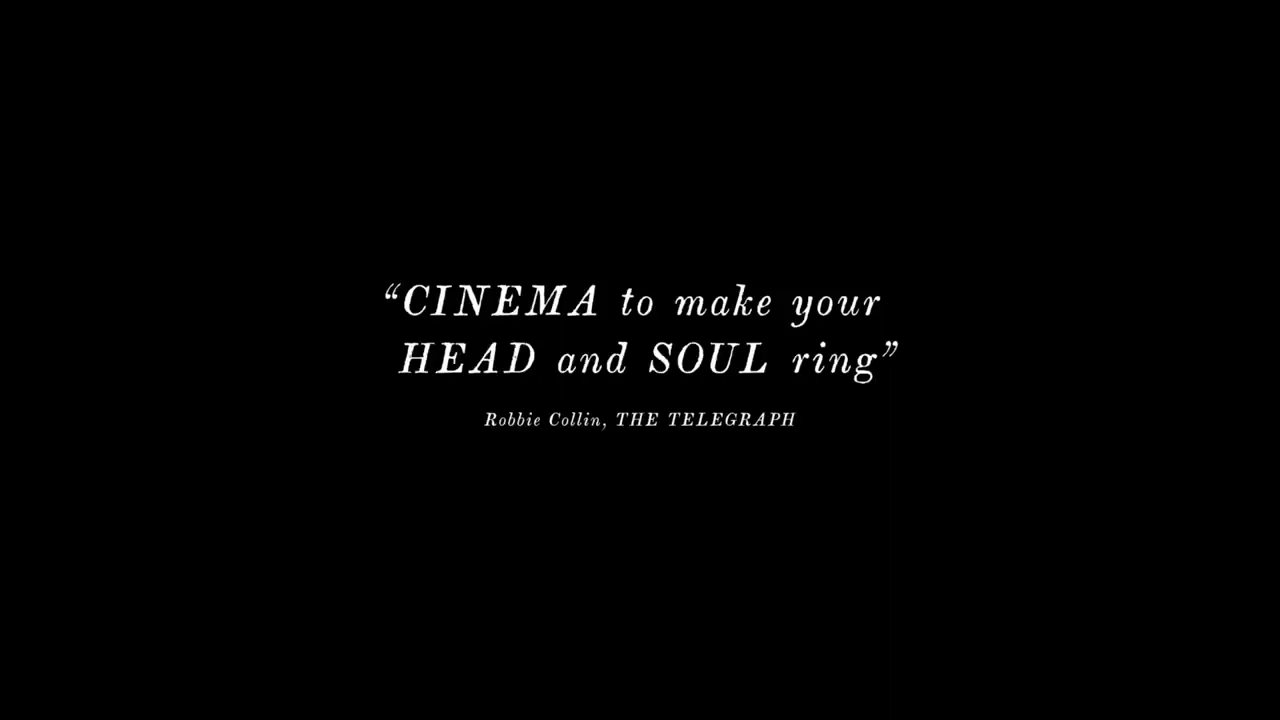 “CINEMA to make your
HEAD and SOUL ring”
Robbie Collin, THE TELEGRAPH